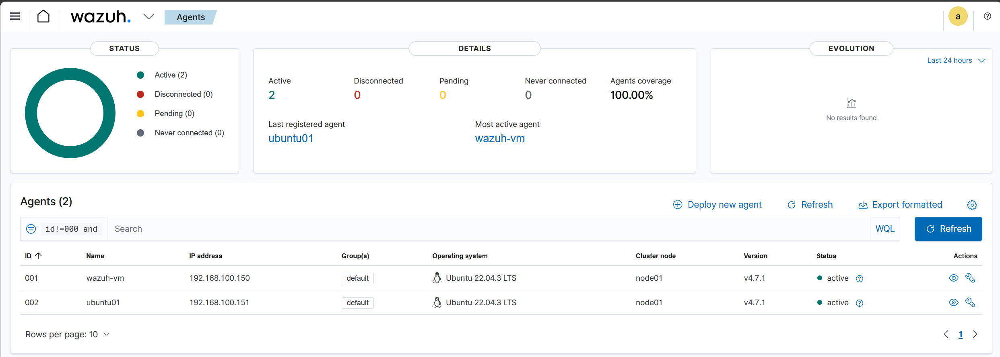 wazuh. Agents a
STATUS
Active (2)
Disconnected (0)
Pending (0)
Never connected (0)
DETAILS
Active Disconnected Pending Never connected Agents coverage
2 0 0 0 100.00%
Last registered agent Most active agent
ubuntu01 wazuh-vm
EVOLUTION
Last 24 hours
No results found
Agents (2) Deploy new agent Refresh Export formatted
id!=000 and Search WQL Refresh
ID Name IP address Group(s) Operating system Cluster node Version Status Actions
001 wazuh-vm 192.168.100.150 default Ubuntu 22.04.3 LTS node01 v4.7.1 active
002 ubuntu01 192.168.100.151 default Ubuntu 22.04.3 LTS node01 v4.7.1 active
Rows per page: 10 1